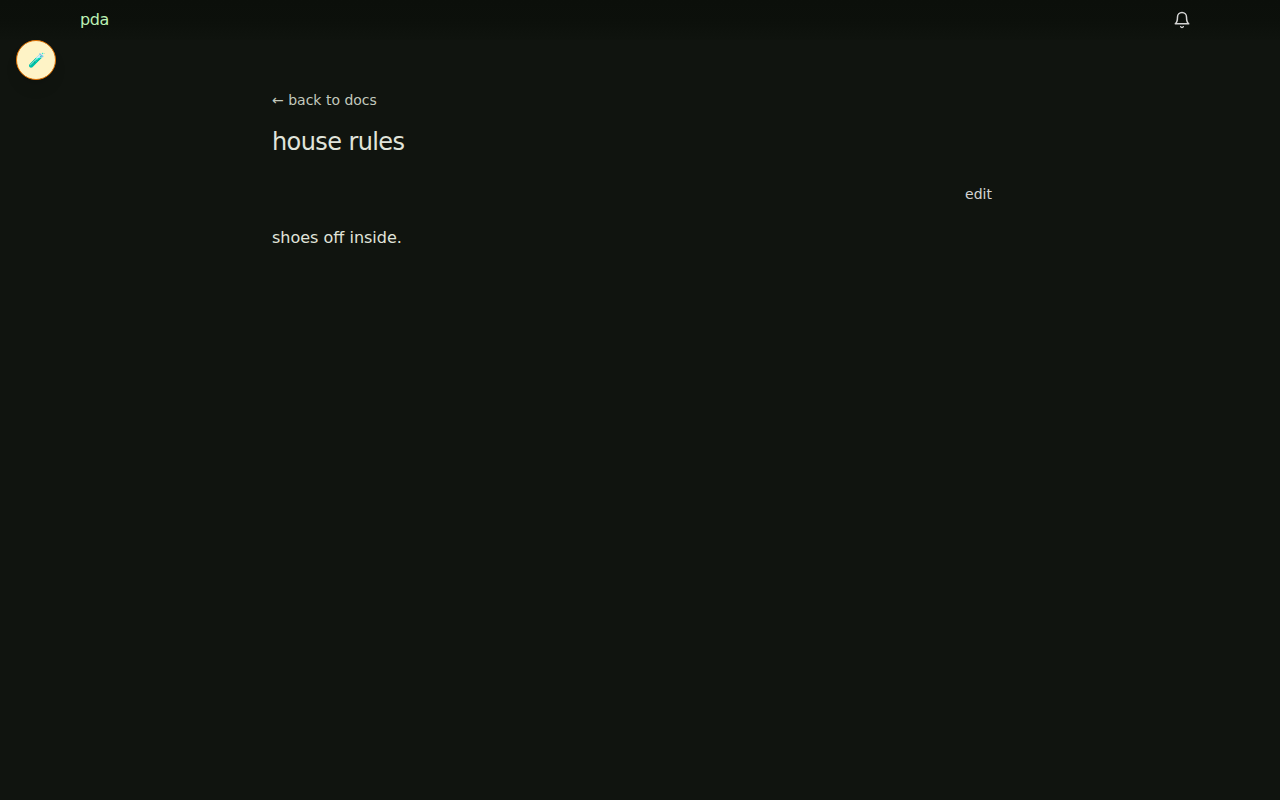 pda
← back to docs
house rules
edit
shoes off inside.